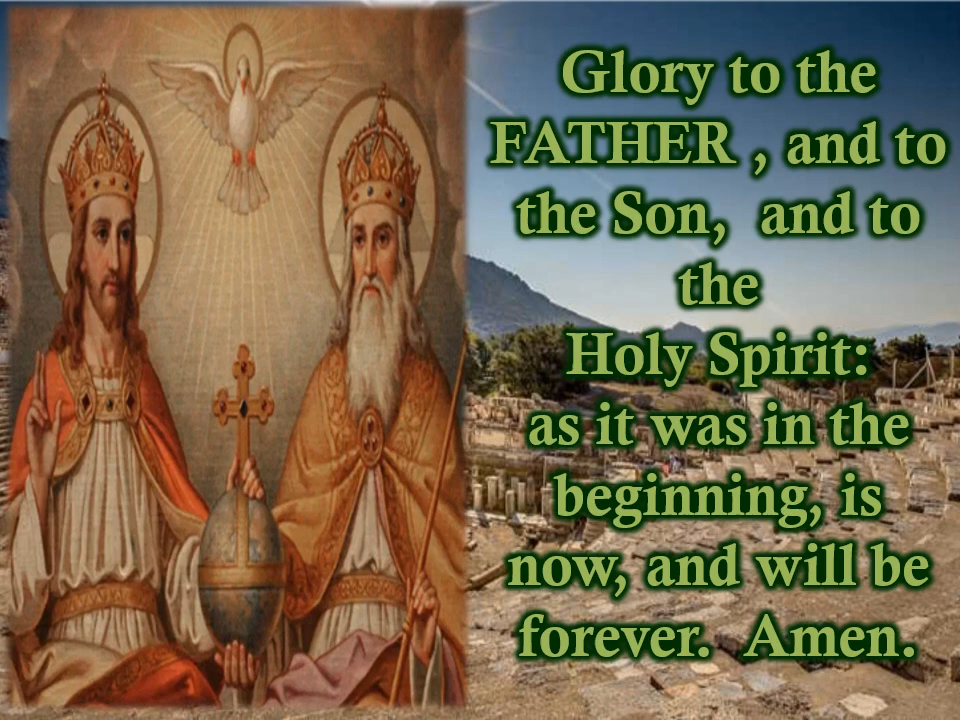 Glory to the
FATHER , and to
the Son,  and to
the
Holy Spirit:
as it was in the
beginning, is
now, and will be
forever.  Amen.